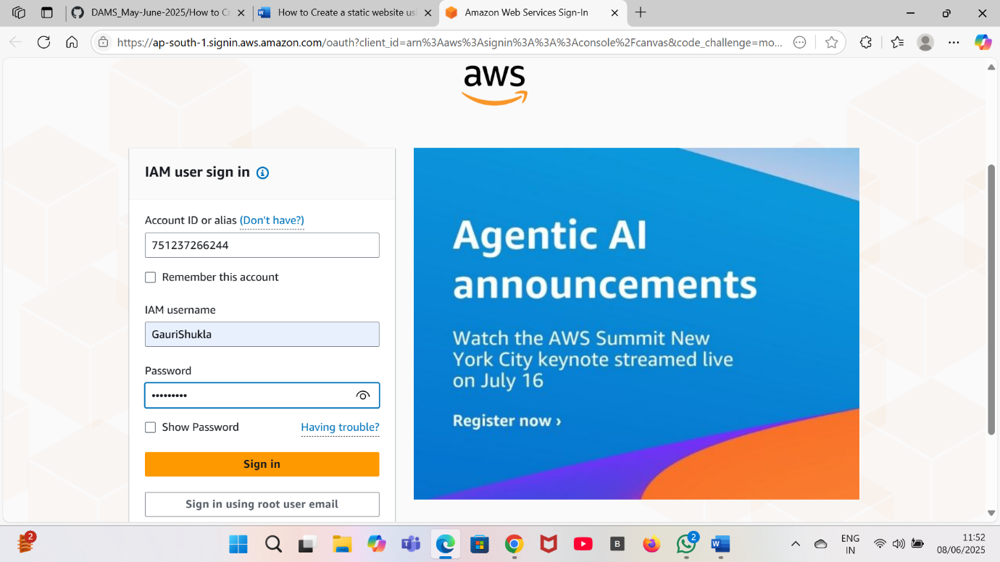 DAMS_May-June-2025/How to Cr
How to Create a static website usi
Amazon Web Services Sign-In
https://ap-south-1.signin.aws.amazon.com/oauth?client_id=arn%3Aaws%3Asignin%3A%3A%3Aconsole%2Fcanvas&code_challenge=mo...
aws
IAM user sign in
Account ID or alias (Don't have?)
751237266244
Remember this account
IAM username
GauriShukla
Password
•••••••••
Show Password
Having trouble?
Sign in
Sign in using root user email
Agentic AI
announcements
Watch the AWS Summit New
York City keynote streamed live
on July 16
Register now ›
2
B
2
ENG
IN
11:52
08/06/2025